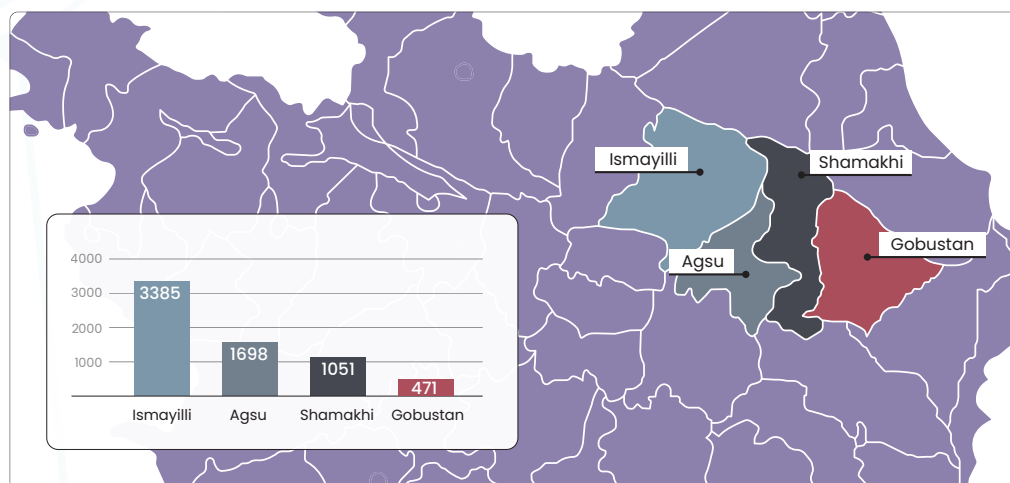 Ismayilli
Shamakhi
Gobustan
Agsu
4000
3000
2000
1000
3385
1698
1051
471
Ismayilli
Agsu
Shamakhi
Gobustan